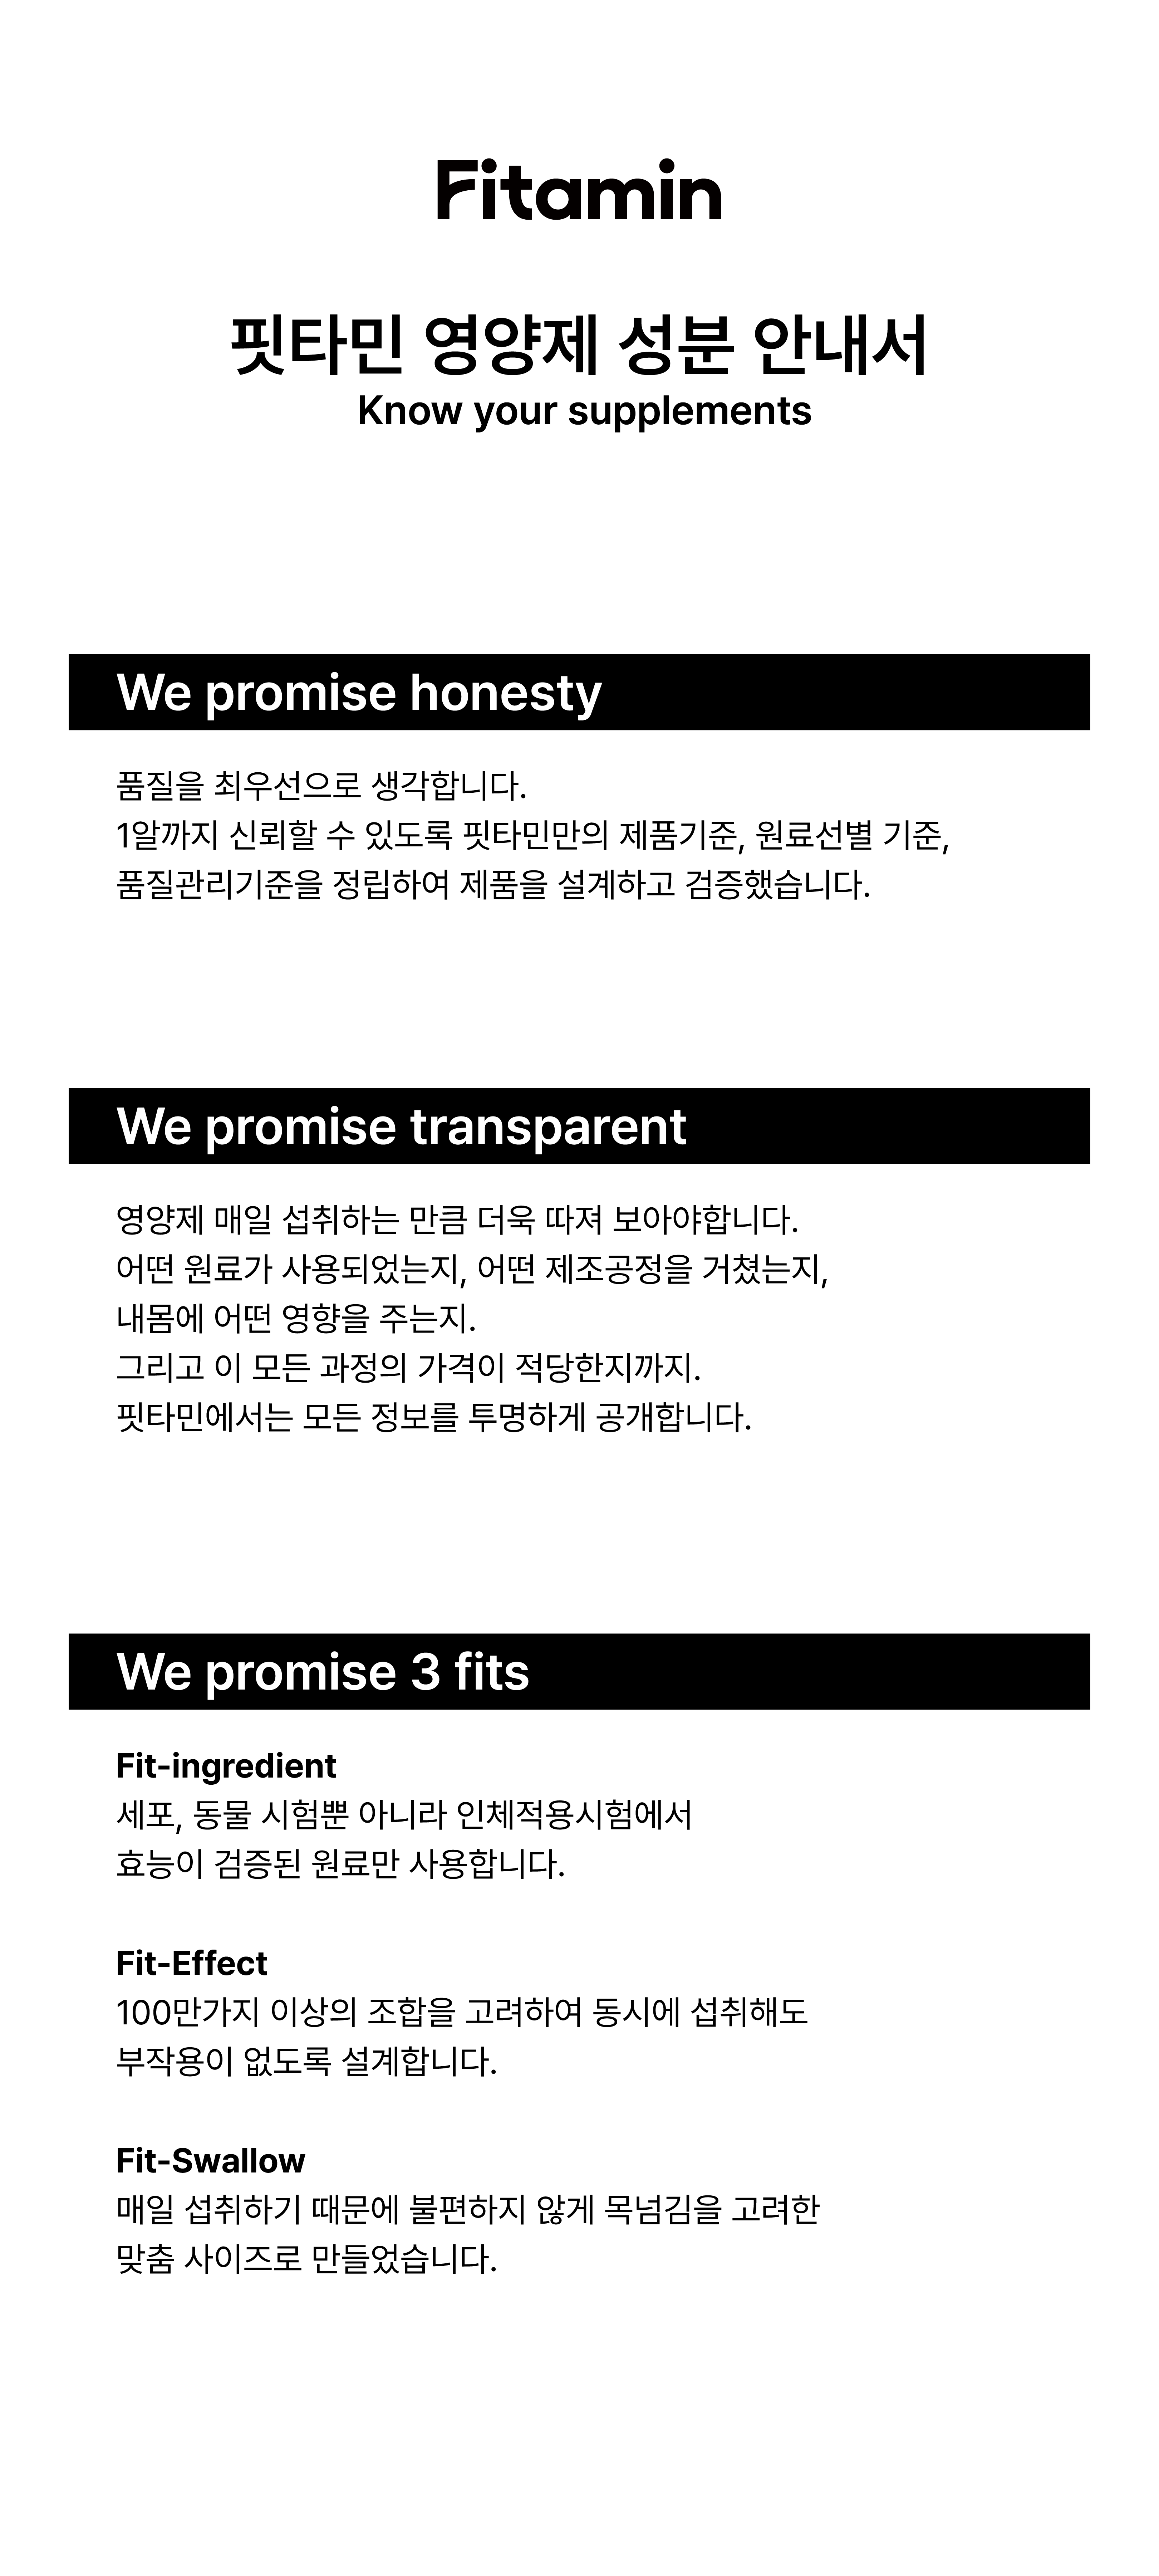 Fitamin
핏타민 영양제 성분 안내서
Know your supplements
We promise honesty
품질을 최우선으로 생각합니다.
1알까지 신뢰할 수 있도록 핏타민만의 제품기준, 원료선별 기준,
품질관리기준을 정립하여 제품을 설계하고 검증했습니다.
We promise transparent
영양제 매일 섭취하는 만큼 더욱 따져 보아야합니다.
어떤 원료가 사용되었는지, 어떤 제조공정을 거쳤는지,
내몸에 어떤 영향을 주는지.
그리고 이 모든 과정의 가격이 적당한지까지.
핏타민에서는 모든 정보를 투명하게 공개합니다.
We promise 3 fits
Fit-ingredient
세포, 동물 시험뿐 아니라 인체적용시험에서
효능이 검증된 원료만 사용합니다.
Fit-Effect
100만가지 이상의 조합을 고려하여 동시에 섭취해도
부작용이 없도록 설계합니다.
Fit-Swallow
매일 섭취하기 때문에 불편하지 않게 목넘김을 고려한
맞춤 사이즈로 만들었습니다.